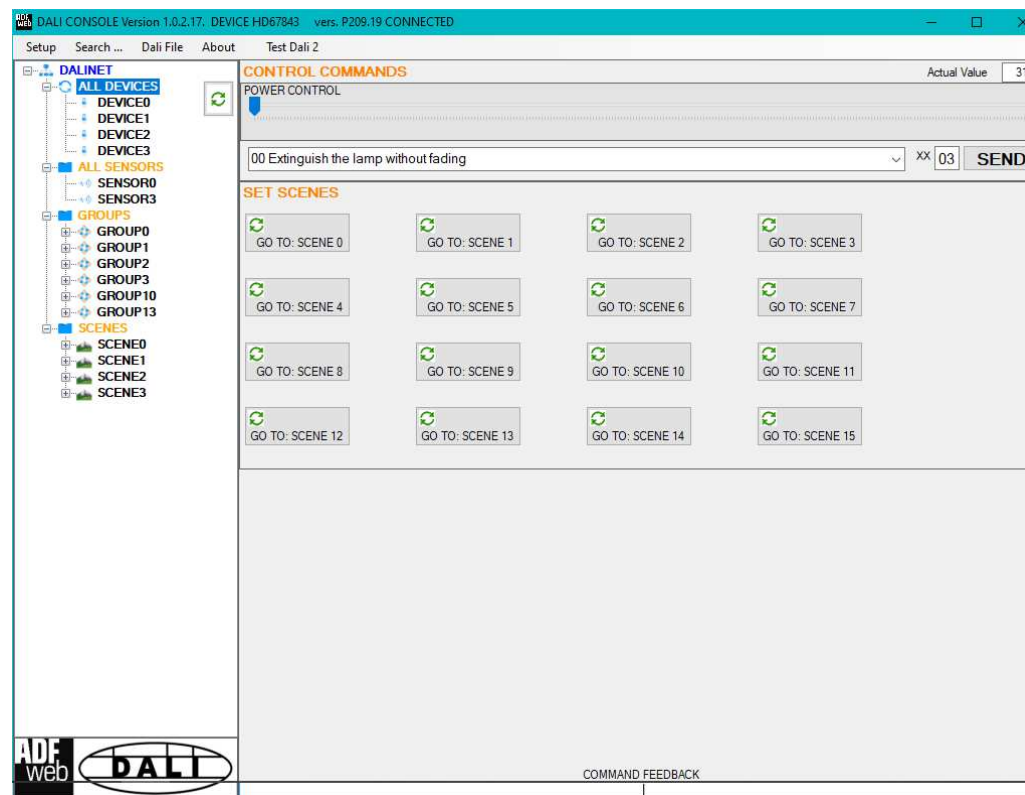 DALI CONSOLE Version 1.0.2.17. DEVICE HD67843 vers. P209.19 CONNECTED
Setup Search ... Dali File About Test Dali 2
DALINET
ALL DEVICES
DEVICE0
DEVICE1
DEVICE2
DEVICE3
ALL SENSORS
SENSOR0
SENSOR3
GROUPS
GROUP0
GROUP1
GROUP2
GROUP3
GROUP10
GROUP13
SCENES
SCENE0
SCENE1
SCENE2
SCENE3
CONTROL COMMANDS
Actual Value 31
POWER CONTROL
00 Extinguish the lamp without fading
XX 03 SEND
SET SCENES
GO TO: SCENE 0 GO TO: SCENE 1 GO TO: SCENE 2 GO TO: SCENE 3
GO TO: SCENE 4 GO TO: SCENE 5 GO TO: SCENE 6 GO TO: SCENE 7
GO TO: SCENE 8 GO TO: SCENE 9 GO TO: SCENE 10 GO TO: SCENE 11
GO TO: SCENE 12 GO TO: SCENE 13 GO TO: SCENE 14 GO TO: SCENE 15
ADF
web
DALI
COMMAND FEEDBACK